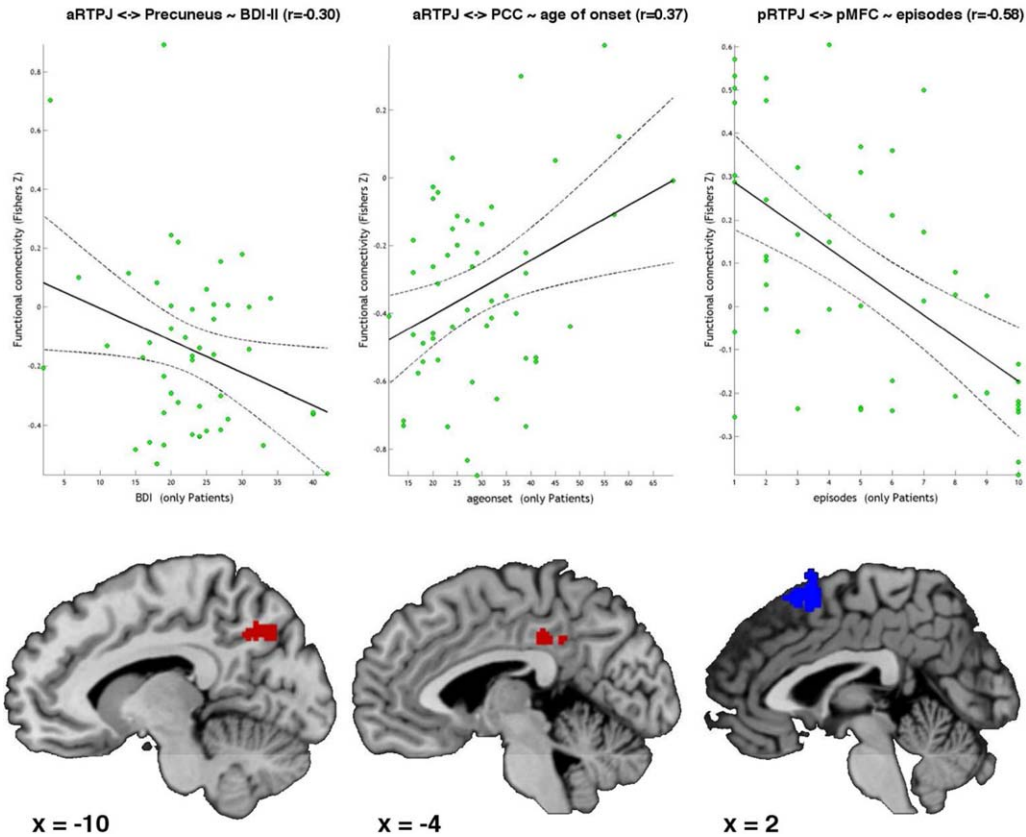 aRTPJ <-> Precuneus ~ BDI-II (r=-0.30)
0.8
0.6
0.4
0.2
0
-0.2
-0.4
Functional connectivity (Fishers Z)
5 10 15 20 25 30 35 40
BDI (only Patients)
aRTPJ <-> PCC ~ age of onset (r=0.37)
0.2
0
-0.2
-0.4
-0.6
-0.8
Functional connectivity (Fishers Z)
15 20 25 30 35 40 45 50 55 60 65
ageonset (only Patients)
pRTPJ <-> pMFC ~ episodes (r=-0.58)
0.6
0.5
0.4
0.3
0.2
0.1
0
-0.1
-0.2
-0.3
Functional connectivity (Fishers Z)
1 2 3 4 5 6 7 8 9 10
episodes (only Patients)
x = -10
x = -4
x = 2